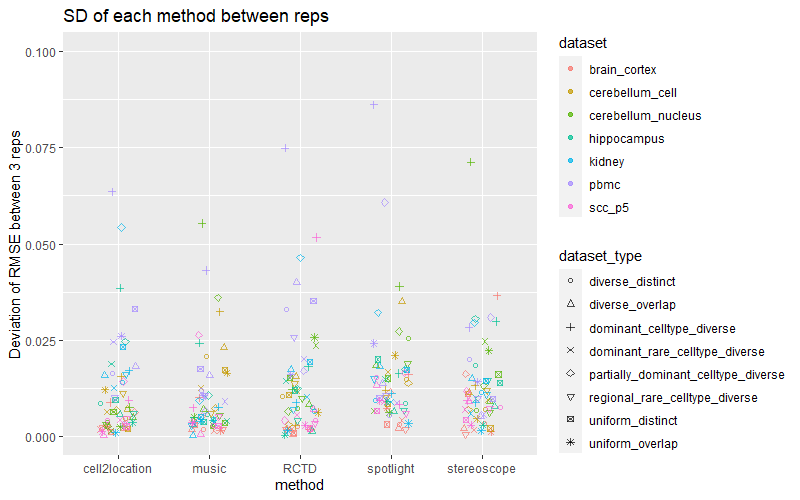 SD of each method between reps
Deviation of RMSE between 3 reps
0.100
0.075
0.050
0.025
0.000
cell2location
music
RCTD
spotlight
stereoscope
method
dataset
brain_cortex
cerebellum_cell
cerebellum_nucleus
hippocampus
kidney
pbmc
scc_p5
dataset_type
diverse_distinct
diverse_overlap
dominant_celltype_diverse
dominant_rare_celltype_diverse
partially_dominant_celltype_diverse
regional_rare_celltype_diverse
uniform_distinct
uniform_overlap